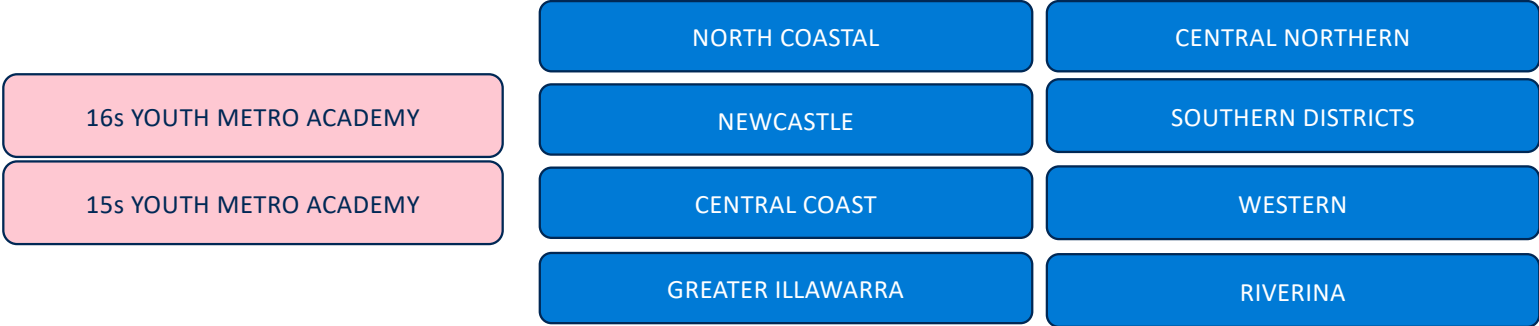 NORTH COASTAL
CENTRAL NORTHERN
16s YOUTH METRO ACADEMY
NEWCASTLE
SOUTHERN DISTRICTS
15s YOUTH METRO ACADEMY
CENTRAL COAST
WESTERN
GREATER ILLAWARRA
RIVERINA